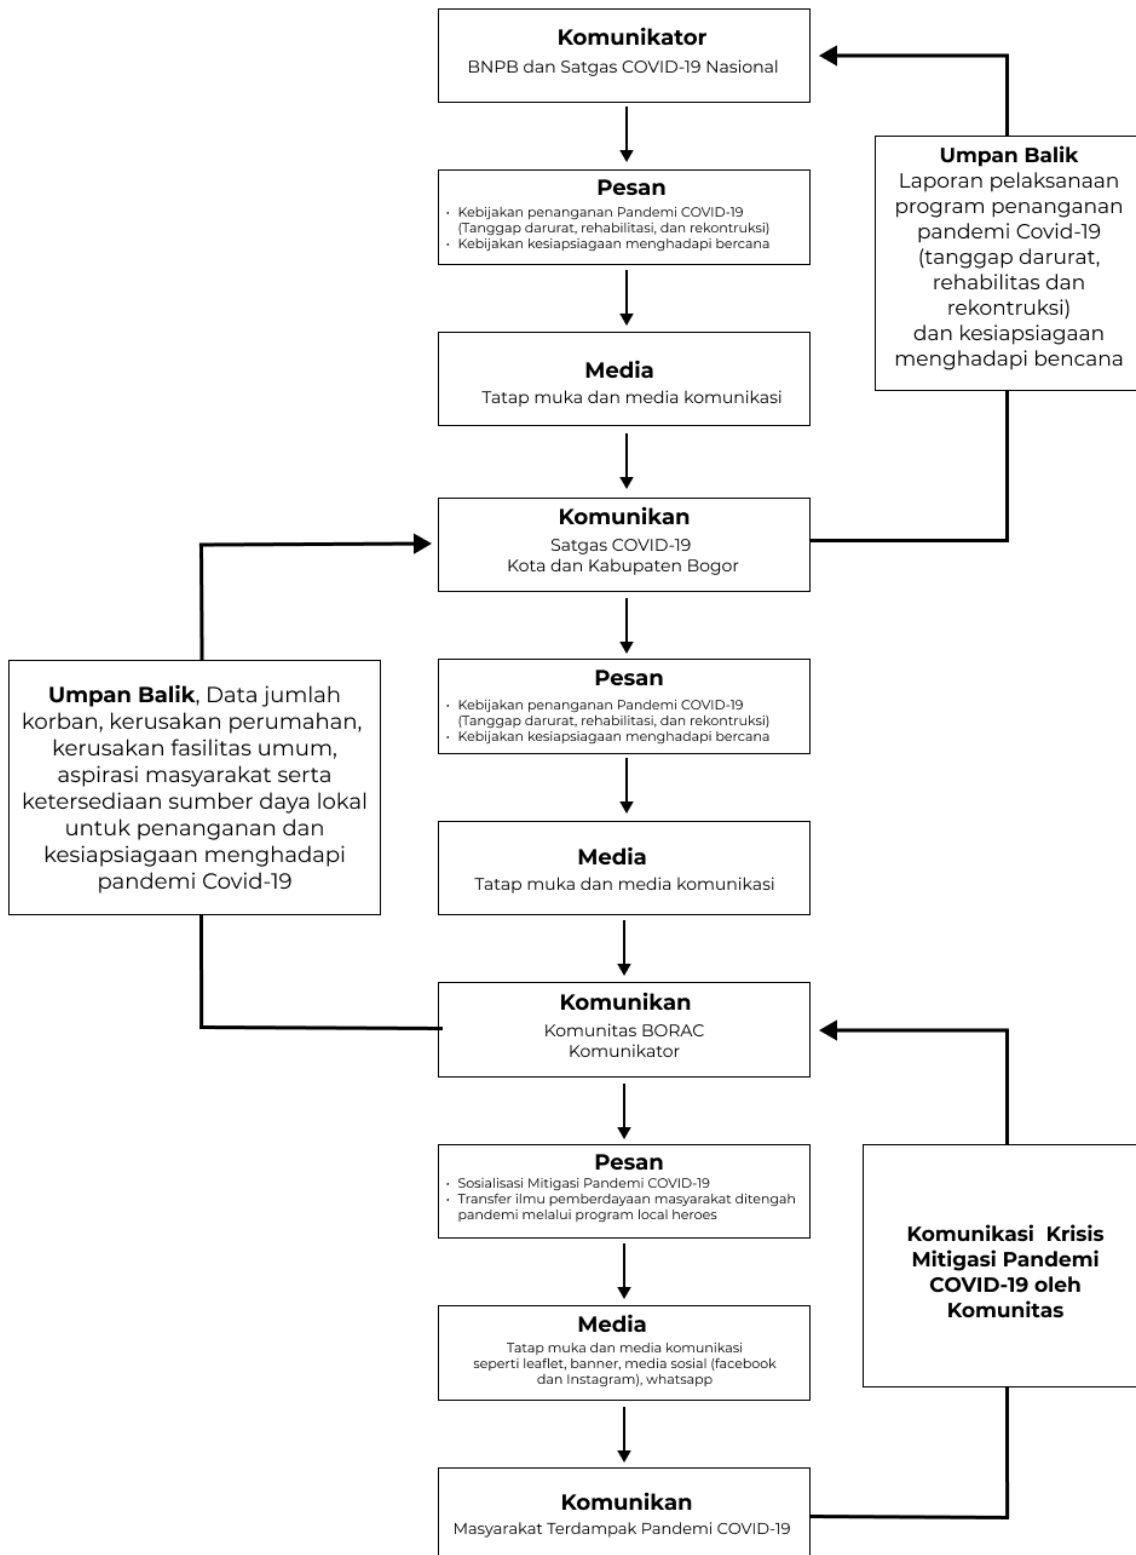 Komunikator
BNPB dan Satgas COVID-19 Nasional
Umpan Balik
Laporan pelaksanaan
program penanganan
pandemi Covid-19
(tanggap darurat,
rehabilitas dan
rekontruksi)
dan kesiapsiagaan
menghadapi bencana
Pesan
• Kebijakan penanganan Pandemi COVID-19
(Tanggap darurat, rehabilitasi, dan rekontruksi)
• Kebijakan kesiapsiagaan menghadapi bercana
Media
Tatap muka dan media komunikasi
Komunikan
Satgas COVID-19
Kota dan Kabupaten Bogor
Umpan Balik, Data jumlah
korban, kerusakan perumahan,
kerusakan fasilitas umum,
aspirasi masyarakat serta
ketersediaan sumber daya lokal
untuk penanganan dan
kesiapsiagaan menghadapi
pandemi Covid-19
Pesan
• Kebijakan penanganan Pandemi COVID-19
(Tanggap darurat, rehabilitasi, dan rekontruksi)
• Kebijakan kesiapsiagaan menghadapi bercana
Media
Tatap muka dan media komunikasi
Komunikan
Komunitas BORAC
Komunikator
Pesan
• Sosialisasi Mitigasi Pandemi COVID-19
• Transfer ilmu pemberdayaan masyarakat ditengah
pandemi melalui program local heroes
Komunikasi Krisis
Mitigasi Pandemi
COVID-19 oleh
Komunitas
Media
Tatap muka dan media komunikasi
seperti leaflet, banner, media sosial (facebook
dan Instagram), whatsapp
Komunikan
Masyarakat Terdampak Pandemi COVID-19